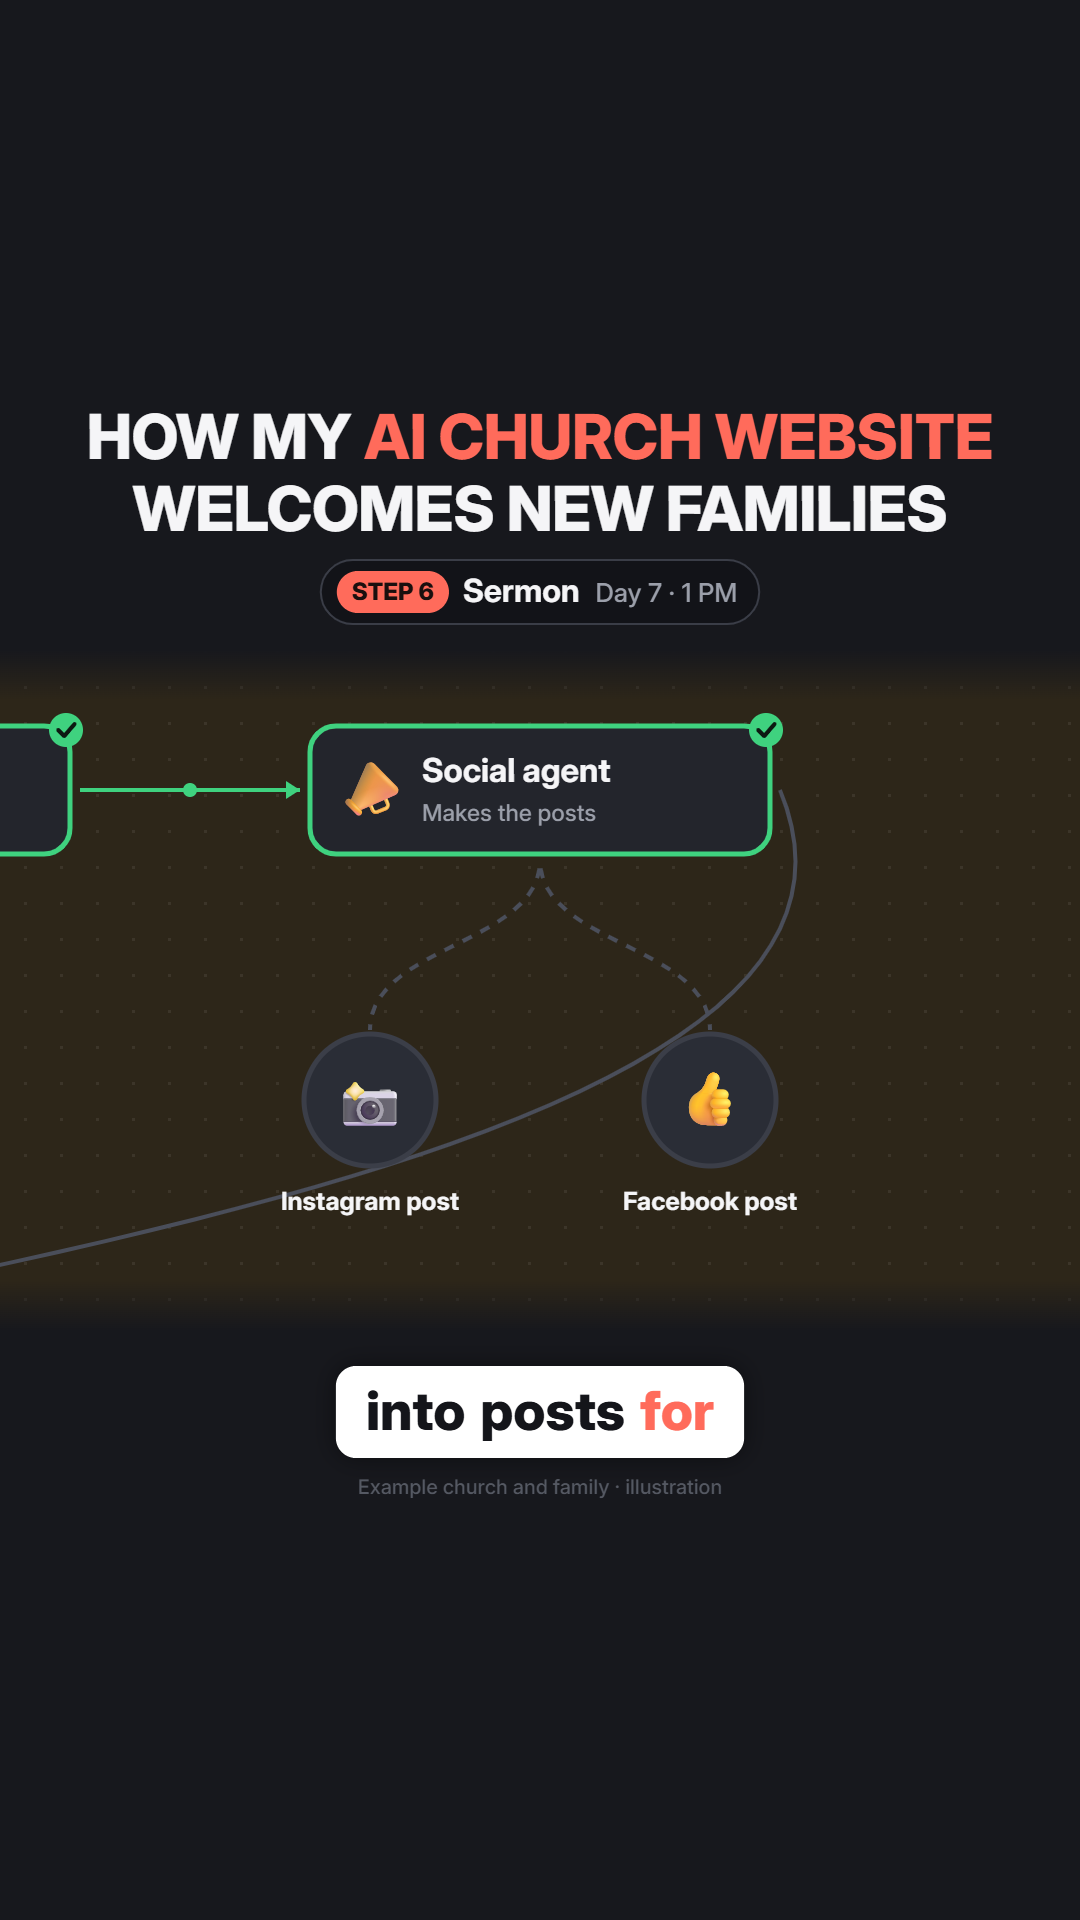 HOW MY AI CHURCH WEBSITE
WELCOMES NEW FAMILIES
STEP 6 Sermon Day 7 · 1 PM
Social agent
Makes the posts
Instagram post
Facebook post
into posts for
Example church and family · illustration